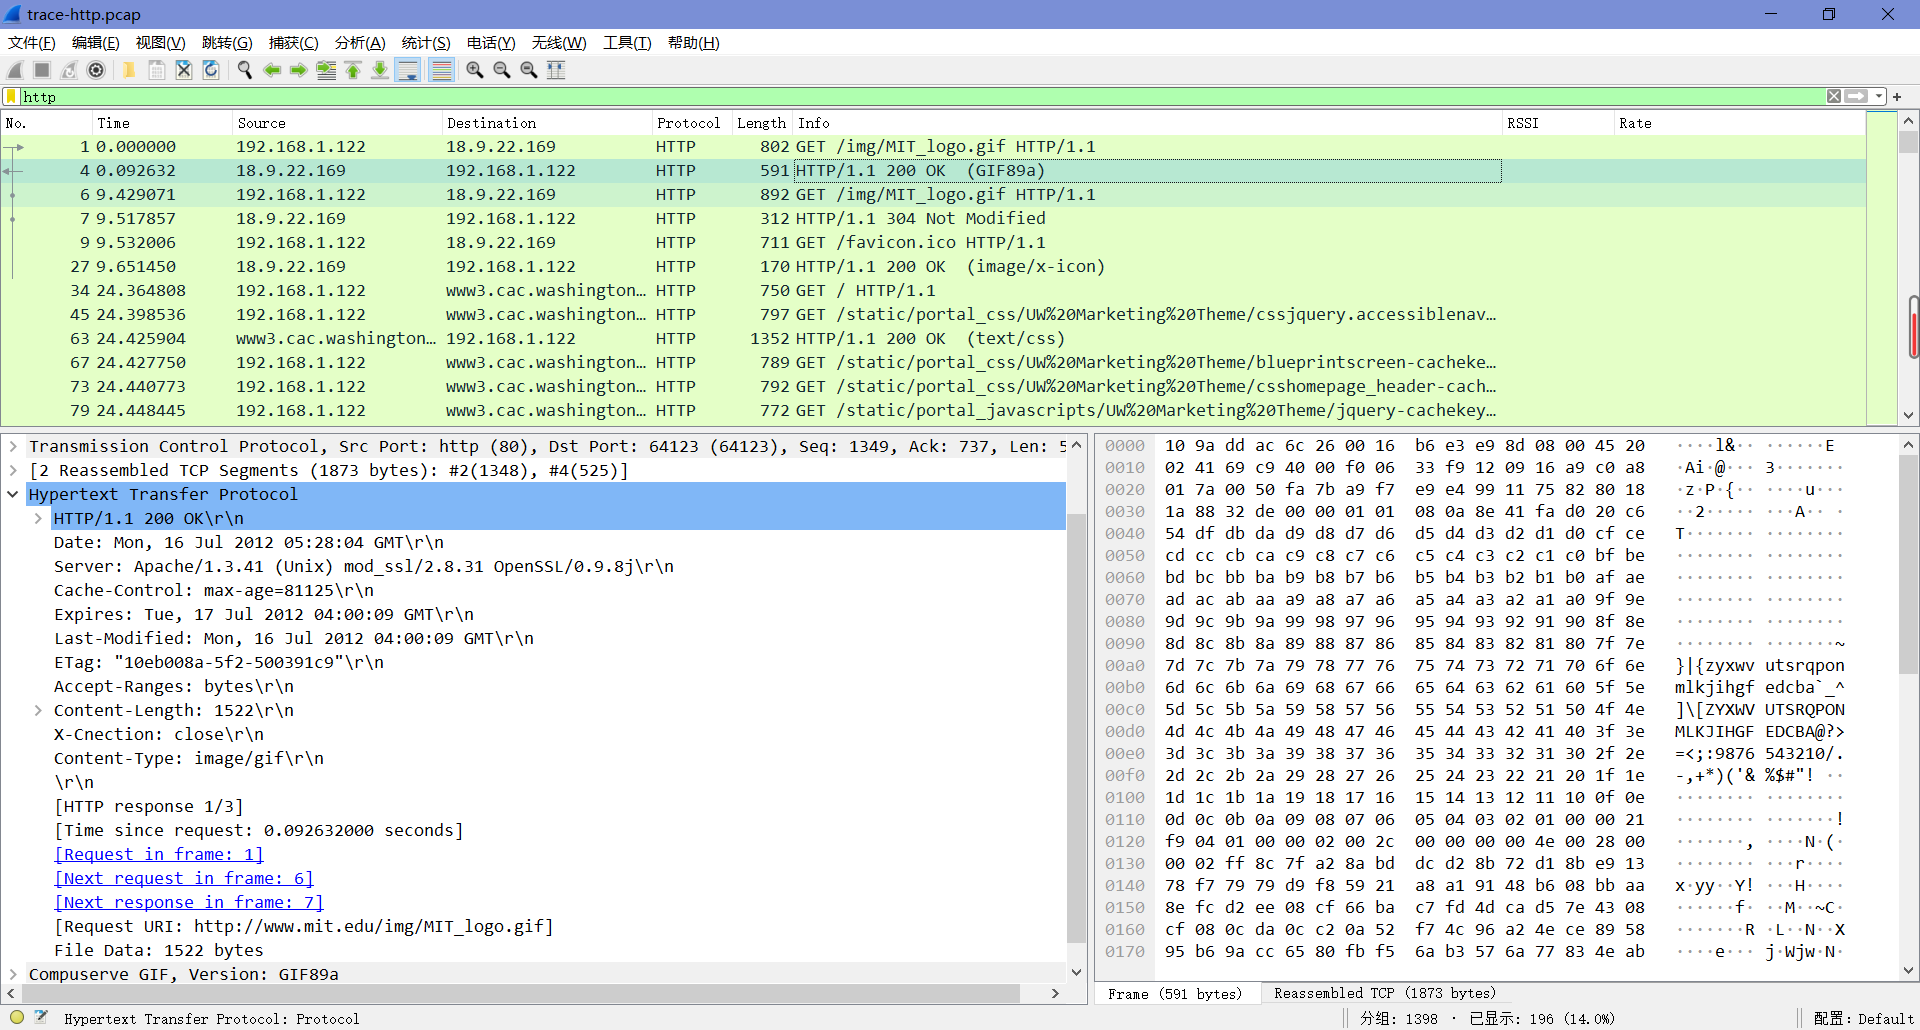 trace-http.pcap
文件(F) 编辑(E) 视图(V) 跳转(G) 捕获(C) 分析(A) 统计(S) 电话(Y) 无线(W) 工具(T) 帮助(H)
http
No. Time Source Destination Protocol Length Info RSSI Rate
1 0.000000 192.168.1.122 18.9.22.169 HTTP 802 GET /img/MIT_logo.gif HTTP/1.1
4 0.092632 18.9.22.169 192.168.1.122 HTTP 591 HTTP/1.1 200 OK (GIF89a)
6 9.429071 192.168.1.122 18.9.22.169 HTTP 892 GET /img/MIT_logo.gif HTTP/1.1
7 9.517857 18.9.22.169 192.168.1.122 HTTP 312 HTTP/1.1 304 Not Modified
9 9.532006 192.168.1.122 18.9.22.169 HTTP 711 GET /favicon.ico HTTP/1.1
27 9.651450 18.9.22.169 192.168.1.122 HTTP 170 HTTP/1.1 200 OK (image/x-icon)
34 24.364808 192.168.1.122 www3.cac.washington… HTTP 750 GET / HTTP/1.1
45 24.398536 192.168.1.122 www3.cac.washington… HTTP 797 GET /static/portal_css/UW%20Marketing%20Theme/cssjquery.accessiblenav…
63 24.425904 www3.cac.washington… 192.168.1.122 HTTP 1352 HTTP/1.1 200 OK (text/css)
67 24.427750 192.168.1.122 www3.cac.washington… HTTP 789 GET /static/portal_css/UW%20Marketing%20Theme/blueprintscreen-cacheke…
73 24.440773 192.168.1.122 www3.cac.washington… HTTP 792 GET /static/portal_css/UW%20Marketing%20Theme/csshomepage_header-cach…
79 24.448445 192.168.1.122 www3.cac.washington… HTTP 772 GET /static/portal_javascripts/UW%20Marketing%20Theme/jquery-cachekey…
Transmission Control Protocol, Src Port: http (80), Dst Port: 64123 (64123), Seq: 1349, Ack: 737, Len: 5
[2 Reassembled TCP Segments (1873 bytes): #2(1348), #4(525)]
Hypertext Transfer Protocol
HTTP/1.1 200 OK\r\n
Date: Mon, 16 Jul 2012 05:28:04 GMT\r\n
Server: Apache/1.3.41 (Unix) mod_ssl/2.8.31 OpenSSL/0.9.8j\r\n
Cache-Control: max-age=81125\r\n
Expires: Tue, 17 Jul 2012 04:00:09 GMT\r\n
Last-Modified: Mon, 16 Jul 2012 04:00:09 GMT\r\n
ETag: "10eb008a-5f2-500391c9"\r\n
Accept-Ranges: bytes\r\n
Content-Length: 1522\r\n
X-Cnection: close\r\n
Content-Type: image/gif\r\n
\r\n
[HTTP response 1/3]
[Time since request: 0.092632000 seconds]
[Request in frame: 1]
[Next request in frame: 6]
[Next response in frame: 7]
[Request URI: http://www.mit.edu/img/MIT_logo.gif]
File Data: 1522 bytes
Compuserve GIF, Version: GIF89a
0000 10 9a dd ac 6c 26 00 16 b6 e3 e9 8d 08 00 45 20 ····l&·· ······E
0010 02 41 69 c9 40 00 f0 06 33 f9 12 09 16 a9 c0 a8 ·Ai·@··· 3·······
0020 01 7a 00 50 fa 7b a9 f7 e9 e4 99 11 75 82 80 18 ·z·P·{·· ····u···
0030 1a 88 32 de 00 00 01 01 08 0a 8e 41 fa d0 20 c6 ··2····· ···A·· ·
0040 54 df db da d9 d8 d7 d6 d5 d4 d3 d2 d1 d0 cf ce T······· ········
0050 cd cc cb ca c9 c8 c7 c6 c5 c4 c3 c2 c1 c0 bf be ········ ········
0060 bd bc bb ba b9 b8 b7 b6 b5 b4 b3 b2 b1 b0 af ae ········ ········
0070 ad ac ab aa a9 a8 a7 a6 a5 a4 a3 a2 a1 a0 9f 9e ········ ········
0080 9d 9c 9b 9a 99 98 97 96 95 94 93 92 91 90 8f 8e ········ ········
0090 8d 8c 8b 8a 89 88 87 86 85 84 83 82 81 80 7f 7e ········ ·······~
00a0 7d 7c 7b 7a 79 78 77 76 75 74 73 72 71 70 6f 6e }|{zyxwv utsrqpon
00b0 6d 6c 6b 6a 69 68 67 66 65 64 63 62 61 60 5f 5e mlkjihgf edcba`_^
00c0 5d 5c 5b 5a 59 58 57 56 55 54 53 52 51 50 4f 4e ]\[ZYXWV UTSRQPON
00d0 4d 4c 4b 4a 49 48 47 46 45 44 43 42 41 40 3f 3e MLKJIHGF EDCBA@?>
00e0 3d 3c 3b 3a 39 38 37 36 35 34 33 32 31 30 2f 2e =<;:9876 543210/.
00f0 2d 2c 2b 2a 29 28 27 26 25 24 23 22 21 20 1f 1e -,+*)('& %$#"! ··
0100 1d 1c 1b 1a 19 18 17 16 15 14 13 12 11 10 0f 0e ········ ········
0110 0d 0c 0b 0a 09 08 07 06 05 04 03 02 01 00 00 21 ········ ·······!
0120 f9 04 01 00 00 02 00 2c 00 00 00 00 4e 00 28 00 ·······, ····N·(·
0130 00 02 ff 8c 7f a2 8a bd dc d2 8b 72 d1 8b e9 13 ········ ···r····
0140 78 f7 79 79 d9 f8 59 21 a8 a1 91 48 b6 08 bb aa x·yy··Y! ···H····
0150 8e fc d2 ee 08 cf 66 ba c7 fd 4d ca d5 7e 43 08 ······f· ··M··~C·
0160 cf 08 0c da 0c c2 0a 52 f7 4c 96 a2 4e ce 89 58 ·······R ·L··N··X
0170 95 b6 9a cc 65 80 fb f5 6a b3 57 6a 77 83 4e ab ····e··· j·Wjw·N·
Frame (591 bytes) Reassembled TCP (1873 bytes)
Hypertext Transfer Protocol: Protocol 分组: 1398 · 已显示: 196 (14.0%) 配置: Default